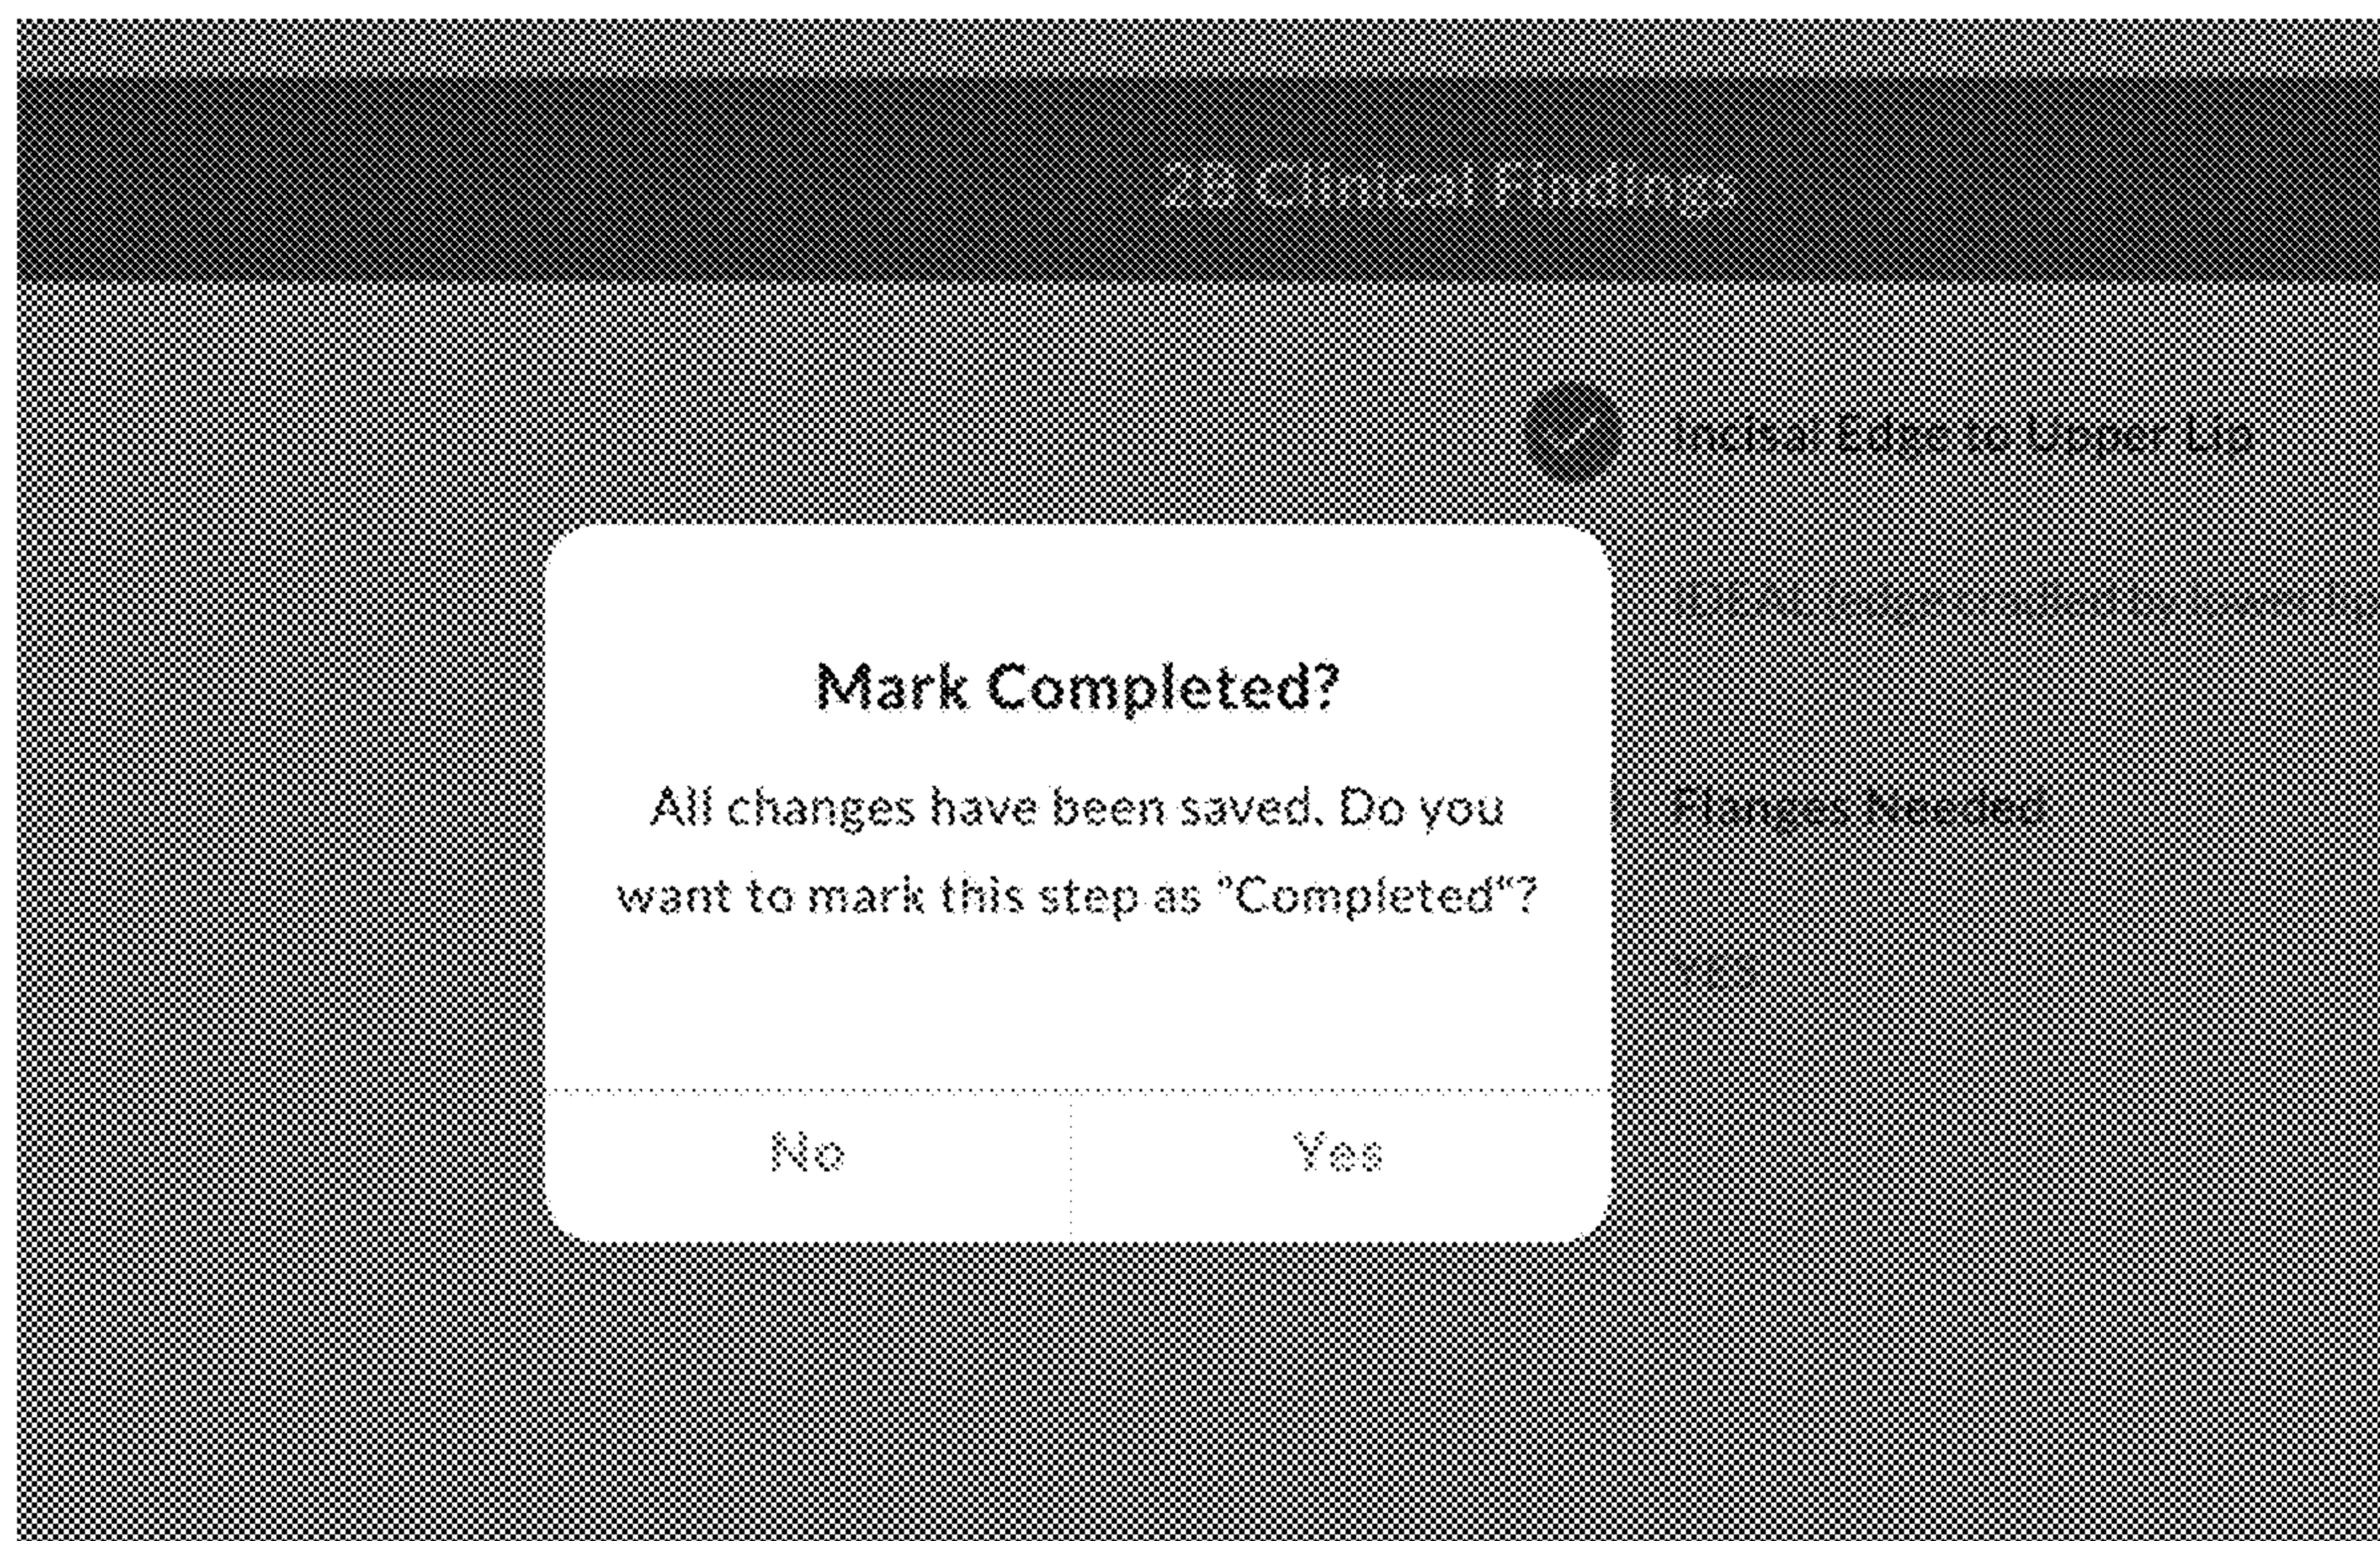 2B Clinical Findings
Incisal Edge to Upper Lip
Mark Completed?
All changes have been saved. Do you
Flanges Needed
want to mark this step as "Completed“?
Yes
No
Yes